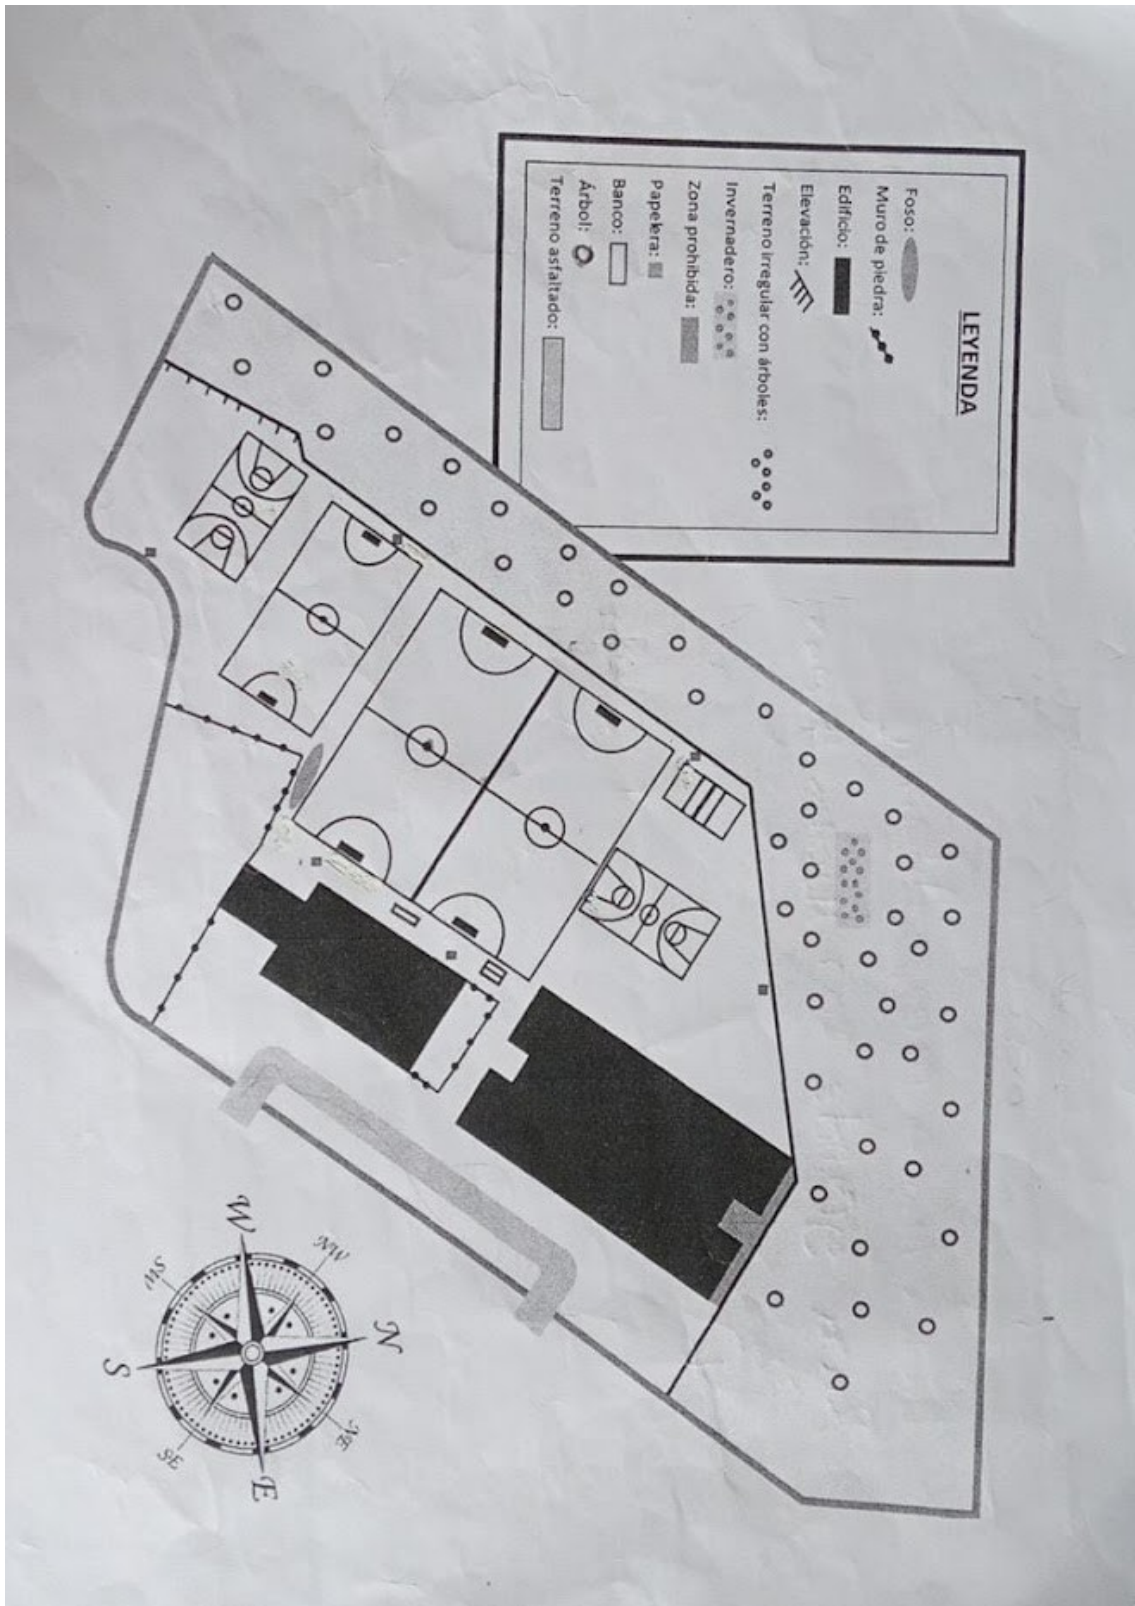 LEYENDA
Foso:
Muro de piedra:
Edificio:
Elevación:
Terreno irregular con árboles:
Invernadero:
Zona prohibida:
Papelera:
Banco:
Árbol:
Terreno asfaltado:
N
NE
E
SE
S
SW
W
NW